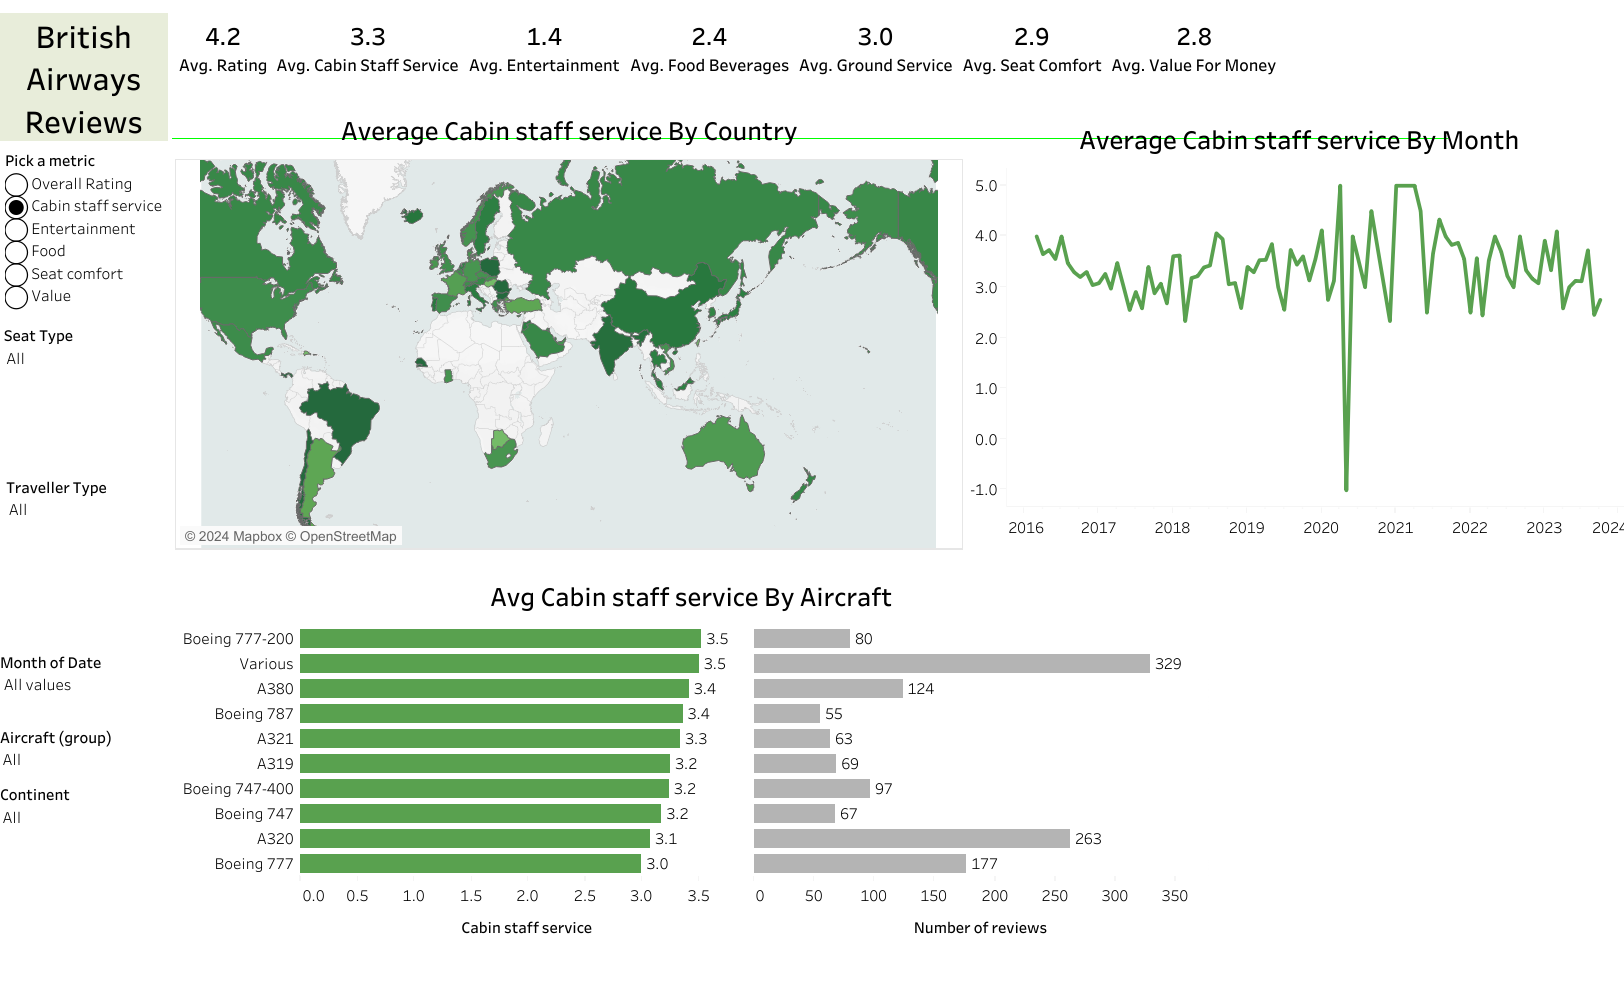 British
Airways
Reviews
4.2 3.3 1.4 2.4 3.0 2.9 2.8
Avg. Rating Avg. Cabin Staff Service Avg. Entertainment Avg. Food Beverages Avg. Ground Service Avg. Seat Comfort Avg. Value For Money
Pick a metric
Overall Rating
Cabin staff service
Entertainment
Food
Seat comfort
Value
Seat Type
All
Traveller Type
All
Month of Date
All values
Aircraft (group)
All
Continent
All
Average Cabin staff service By Country
© 2024 Mapbox © OpenStreetMap
Average Cabin staff service By Month
5.0
4.0
3.0
2.0
1.0
0.0
-1.0
2016 2017 2018 2019 2020 2021 2022 2023 2024
Avg Cabin staff service By Aircraft
Boeing 777-200 3.5 80
Various 3.5 329
A380 3.4 124
Boeing 787 3.4 55
A321 3.3 63
A319 3.2 69
Boeing 747-400 3.2 97
Boeing 747 3.2 67
A320 3.1 263
Boeing 777 3.0 177
0.0 0.5 1.0 1.5 2.0 2.5 3.0 3.5 0 50 100 150 200 250 300 350
Cabin staff service Number of reviews